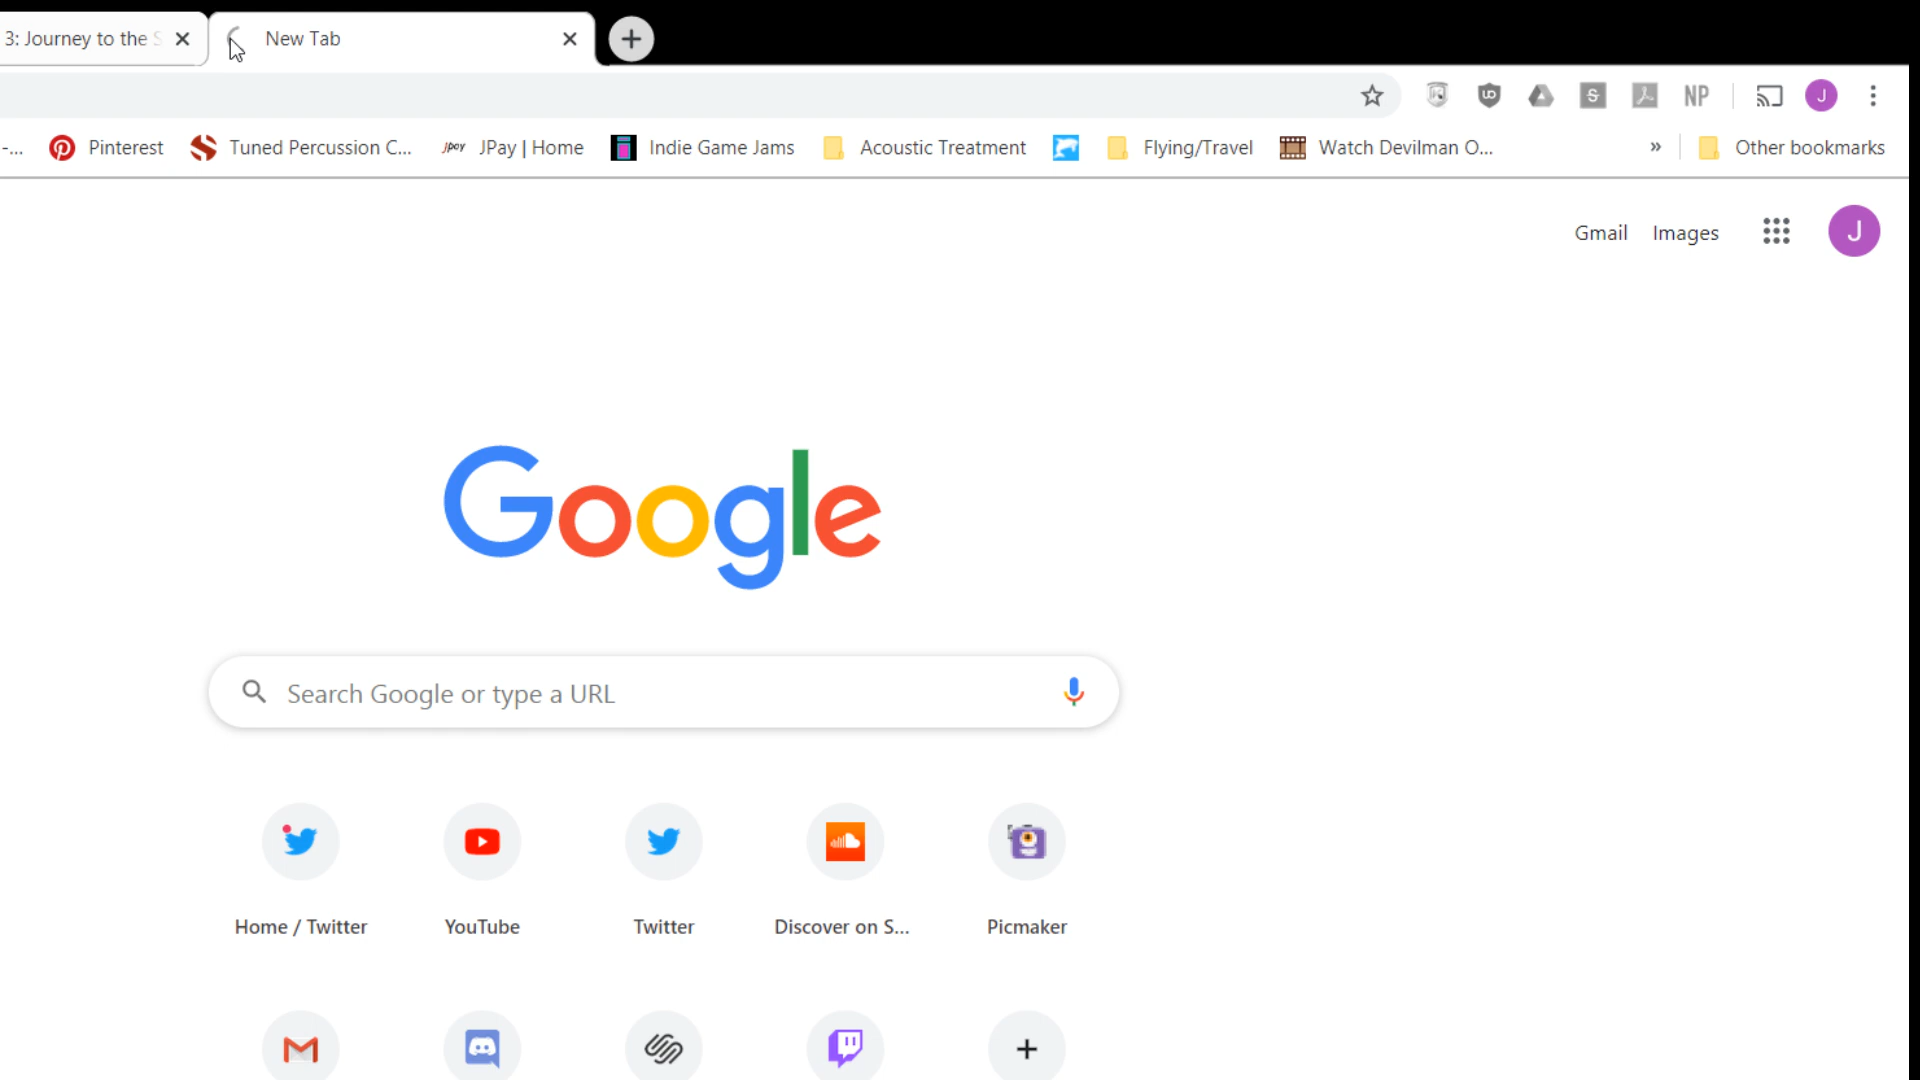 3: Journey to the S
New Tab
NP
J
-...
Pinterest
Tuned Percussion C...
JPay
JPay | Home
Indie Game Jams
Acoustic Treatment
Flying/Travel
Watch Devilman O...
»
Other bookmarks
Gmail
Images
J
Google
Search Google or type a URL
Home / Twitter
YouTube
Twitter
Discover on S...
Picmaker